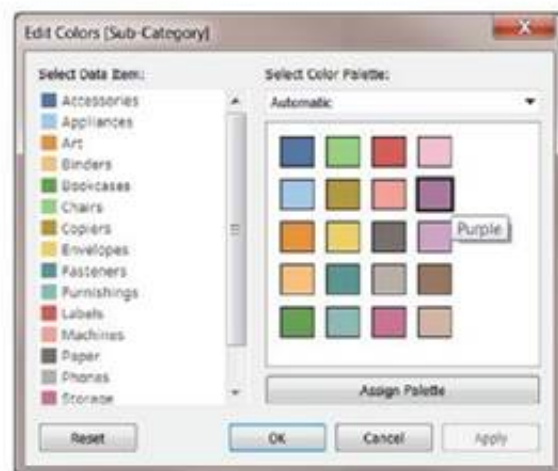 Edit Colors [Sub-Category]
Select Data Item:
Accessories
Appliances
Art
Binders
Bookcases
Chairs
Copiers
Envelopes
Fasteners
Furnishings
Labels
Machines
Paper
Phones
Storage
Select Color Palette:
Automatic
Purple
Assign Palette
Reset
OK
Cancel
Apply